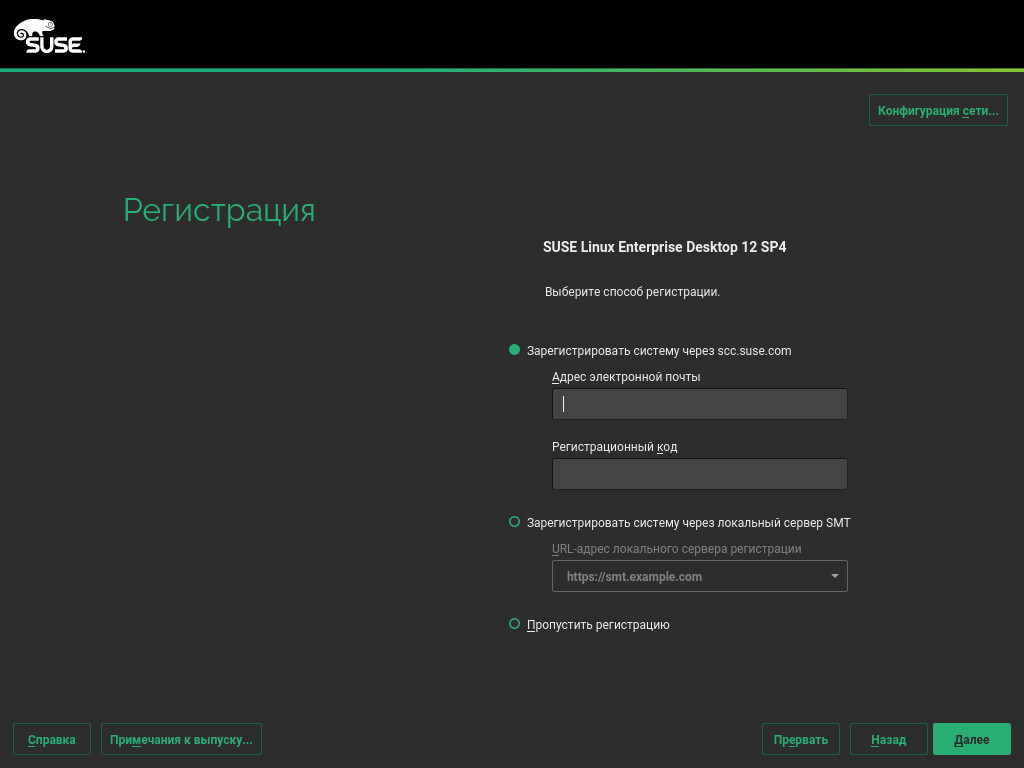 SUSE.
Конфигурация сети...
Регистрация
SUSE Linux Enterprise Desktop 12 SP4
Выберите способ регистрации.
Зарегистрировать систему через scc.suse.com
Адрес электронной почты
Регистрационный код
Зарегистрировать систему через локальный сервер SMT
URL-адрес локального сервера регистрации
https://smt.example.com
Пропустить регистрацию
Справка Примечания к выпуску... Прервать Назад Далее